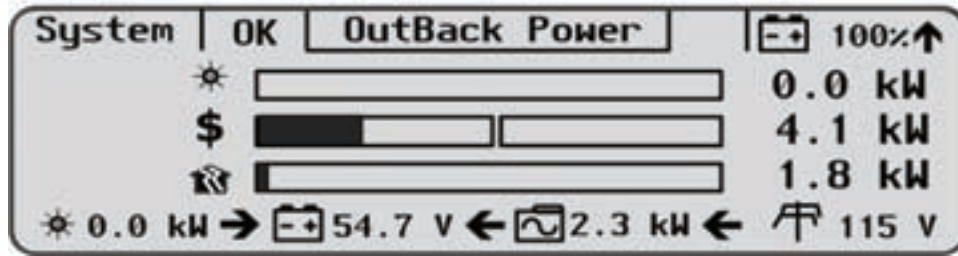 System OK OutBack Power 100%
0.0 kW
$ 4.1 kW
1.8 kW
0.0 kW 54.7 V 2.3 kW 115 V